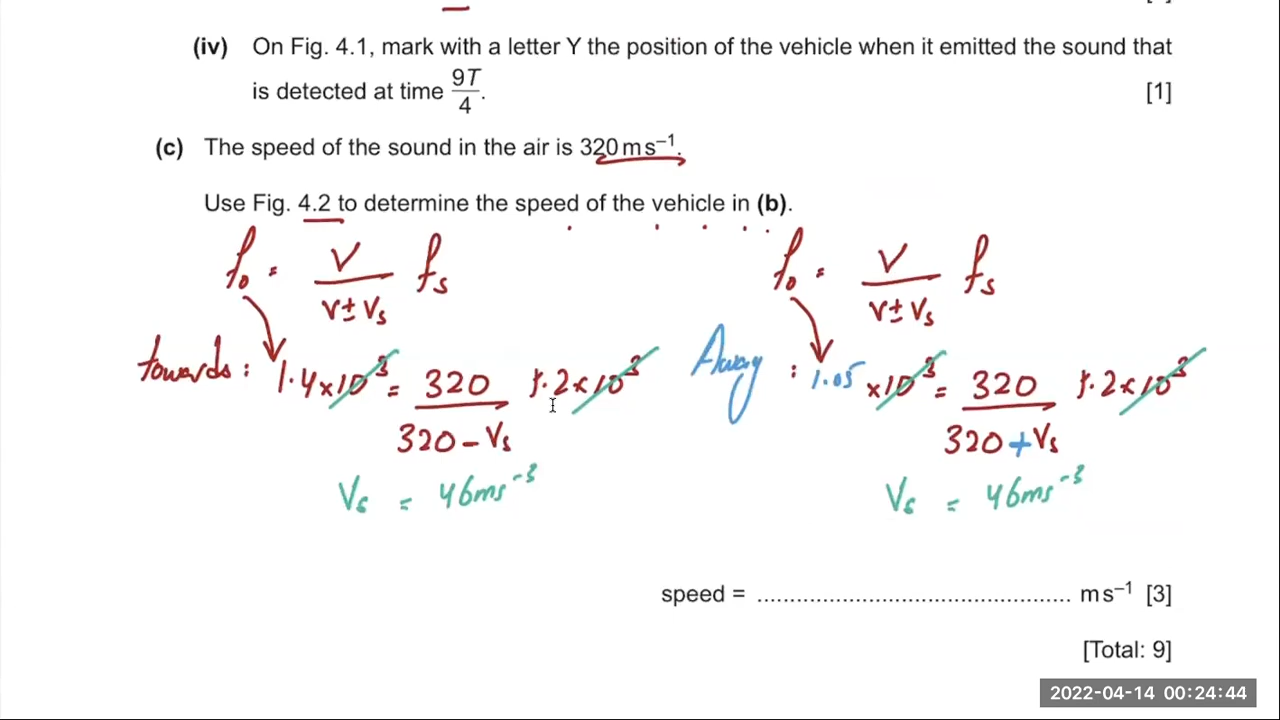 (iv) On Fig. 4.1, mark with a letter Y the position of the vehicle when it emitted the sound that
is detected at time 9T/4. [1]
(c) The speed of the sound in the air is 320 m s⁻¹.
Use Fig. 4.2 to determine the speed of the vehicle in (b).
f₀ = V/(V ± Vₛ) fₛ
towards: 1.4×10³ = 320/(320 − Vₛ) 1.2×10³
Vₛ = 46ms⁻³
f₀ = V/(V ± Vₛ) fₛ
Away : 1.05 ×10³ = 320/(320 + Vₛ) 1.2×10³
Vₛ = 46ms⁻³
speed = ................................................ m s⁻¹ [3]
[Total: 9]
2022-04-14 00:24:44